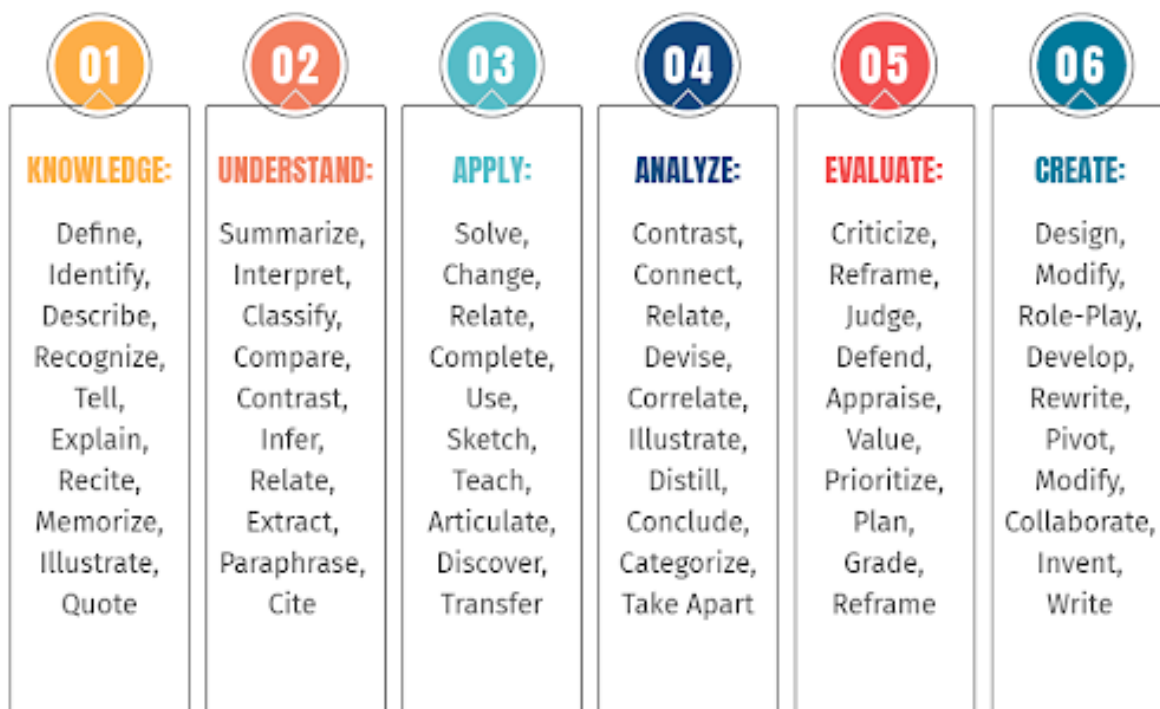 01
KNOWLEDGE:
Define,
Identify,
Describe,
Recognize,
Tell,
Explain,
Recite,
Memorize,
Illustrate,
Quote
02
UNDERSTAND:
Summarize,
Interpret,
Classify,
Compare,
Contrast,
Infer,
Relate,
Extract,
Paraphrase,
Cite
03
APPLY:
Solve,
Change,
Relate,
Complete,
Use,
Sketch,
Teach,
Articulate,
Discover,
Transfer
04
ANALYZE:
Contrast,
Connect,
Relate,
Devise,
Correlate,
Illustrate,
Distill,
Conclude,
Categorize,
Take Apart
05
EVALUATE:
Criticize,
Reframe,
Judge,
Defend,
Appraise,
Value,
Prioritize,
Plan,
Grade,
Reframe
06
CREATE:
Design,
Modify,
Role-Play,
Develop,
Rewrite,
Pivot,
Modify,
Collaborate,
Invent,
Write